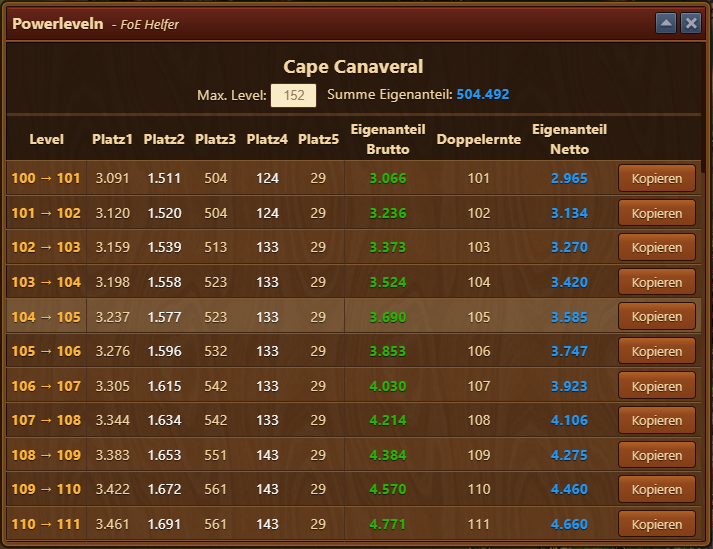 Powerleveln - FoE Helfer
Cape Canaveral
Max. Level: 152 Summe Eigenanteil: 504.492
Level Platz1 Platz2 Platz3 Platz4 Platz5 Eigenanteil Brutto Doppelernte Eigenanteil Netto
100 → 101 3.091 1.511 504 124 29 3.066 101 2.965 Kopieren
101 → 102 3.120 1.520 504 124 29 3.236 102 3.134 Kopieren
102 → 103 3.159 1.539 513 133 29 3.373 103 3.270 Kopieren
103 → 104 3.198 1.558 523 133 29 3.524 104 3.420 Kopieren
104 → 105 3.237 1.577 523 133 29 3.690 105 3.585 Kopieren
105 → 106 3.276 1.596 532 133 29 3.853 106 3.747 Kopieren
106 → 107 3.305 1.615 542 133 29 4.030 107 3.923 Kopieren
107 → 108 3.344 1.634 542 133 29 4.214 108 4.106 Kopieren
108 → 109 3.383 1.653 551 143 29 4.384 109 4.275 Kopieren
109 → 110 3.422 1.672 561 143 29 4.570 110 4.460 Kopieren
110 → 111 3.461 1.691 561 143 29 4.771 111 4.660 Kopieren